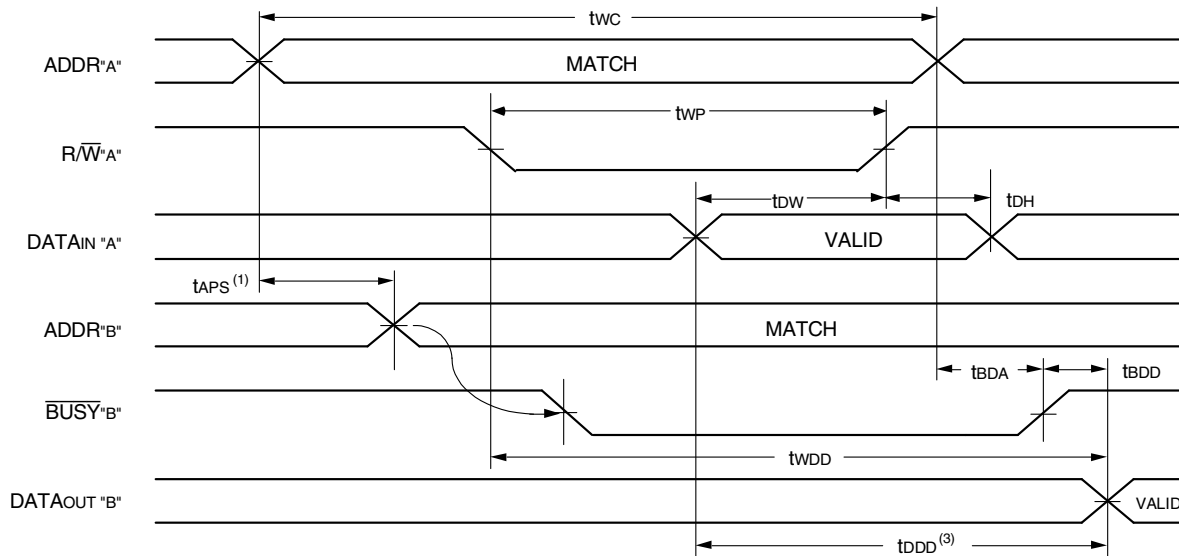 tWC
ADDR"A"
MATCH
tWP
R/W̅"A"
tDW
tDH
DATAIN "A"
VALID
tAPS (1)
ADDR"B"
MATCH
tBDA
tBDD
B̅U̅S̅Y̅"B"
tWDD
DATAOUT "B"
VALID
tDDD (3)